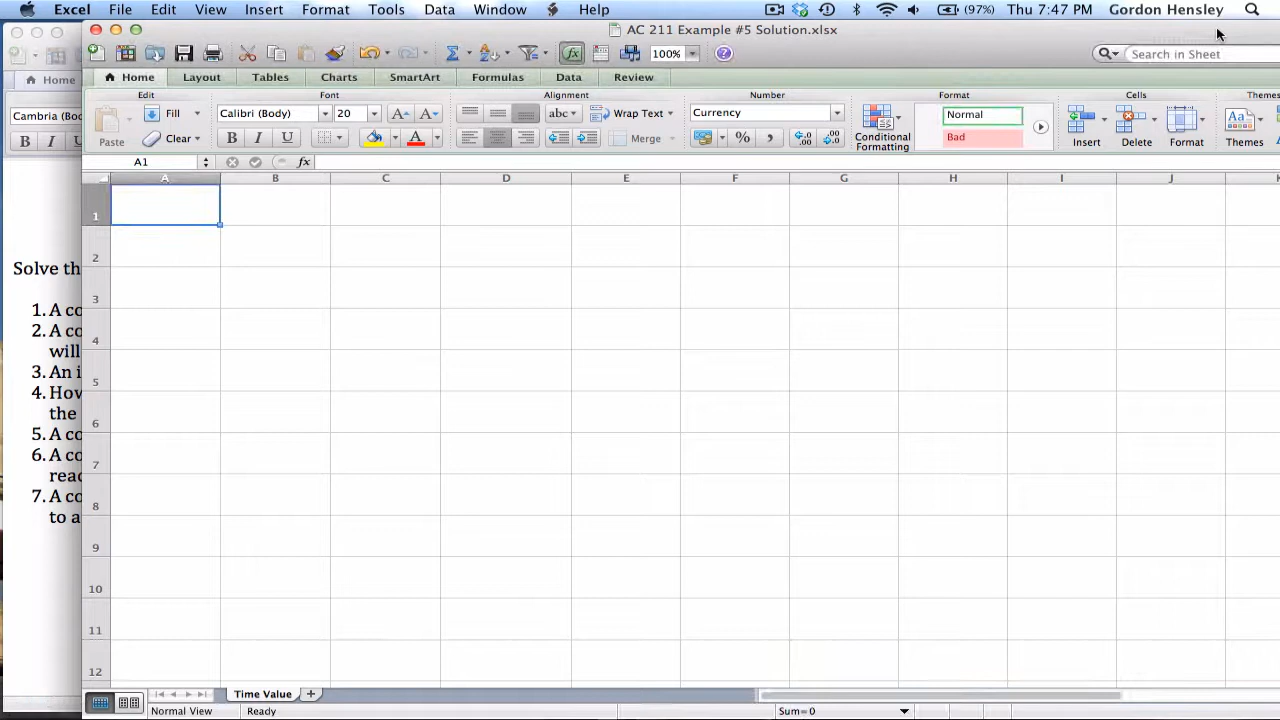 Excel File Edit View Insert Format Tools Data Window Help (97%) Thu 7:47 PM Gordon Hensley
AC 211 Example #5 Solution.xlsx
100% Search in Sheet
Home
Home Layout Tables Charts SmartArt Formulas Data Review
Edit Font Alignment Number Format Cells Themes
Cambria (Bo
Fill Calibri (Body) 20 A A abc Wrap Text Currency Normal
B I U
Paste Clear B I U A Merge % Conditional Formatting Bad Insert Delete Format Themes Aa
A1 fx
A B C D E F G H I J K
1
2
3
4
5
6
7
8
9
10
11
12
Solve th
1. A co
2. A co
will
3. An i
4. How
the
5. A co
6. A co
read
7. A co
to a
Time Value
Normal View Ready Sum=0